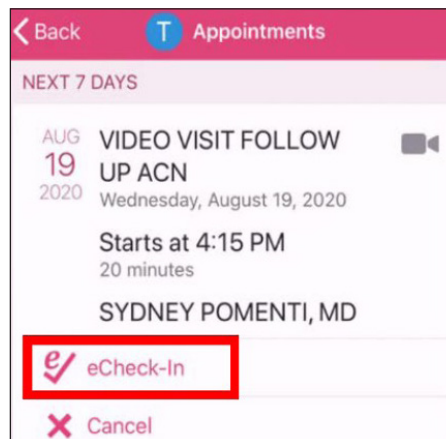 Back
T
Appointments
NEXT 7 DAYS
AUG
19
2020
VIDEO VISIT FOLLOW
UP ACN
Wednesday, August 19, 2020
Starts at 4:15 PM
20 minutes
SYDNEY POMENTI, MD
eCheck-In
Cancel